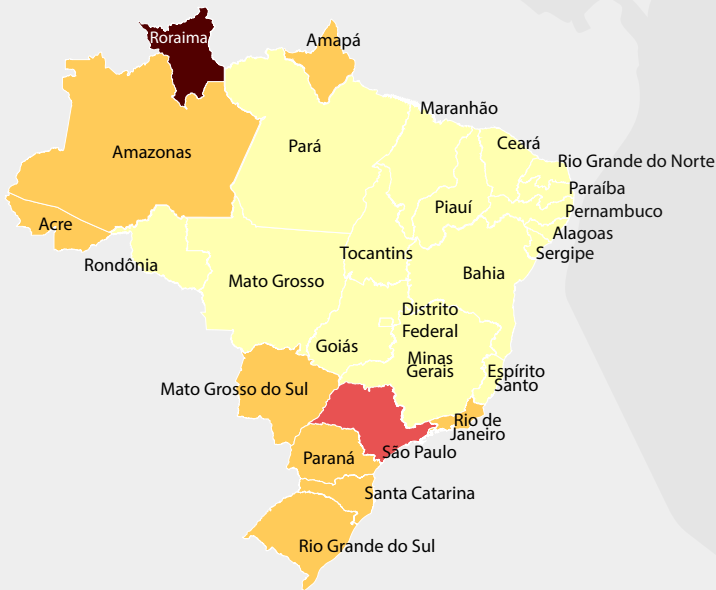 Roraima
Amapá
Maranhão
Ceará
Amazonas
Pará
Rio Grande do Norte
Paraíba
Piauí
Pernambuco
Acre
Alagoas
Tocantins
Sergipe
Rondônia
Bahia
Mato Grosso
Distrito
Federal
Goiás
Minas
Gerais
Espírito
Santo
Mato Grosso do Sul
Rio de
Janeiro
São Paulo
Paraná
Santa Catarina
Rio Grande do Sul